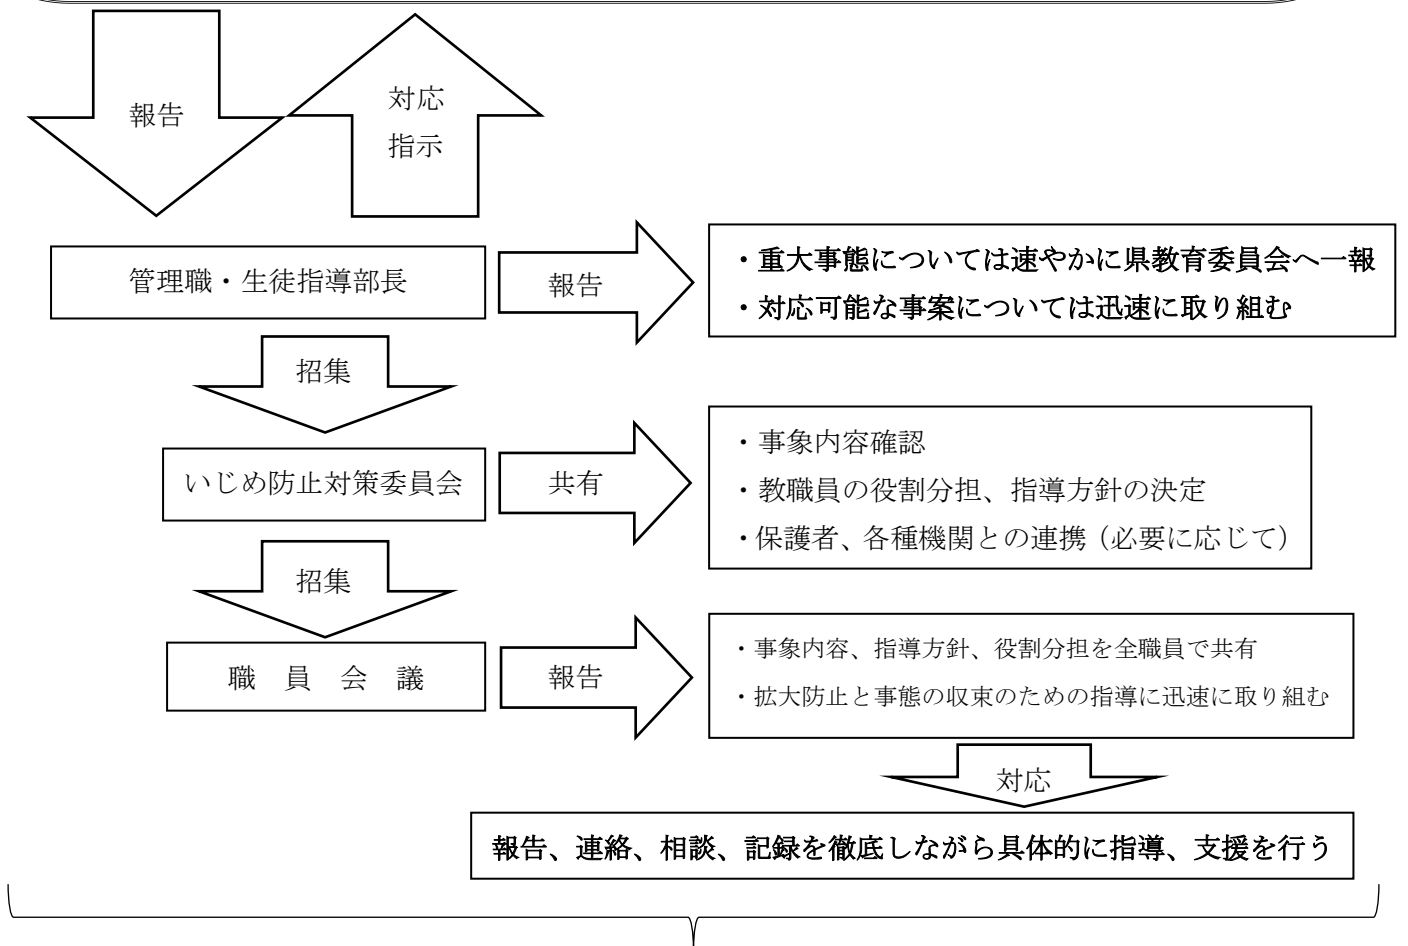 報告
対応
指示
管理職・生徒指導部長
報告
・重大事態については速やかに県教育委員会へ一報
・対応可能な事案については迅速に取り組む
招集
いじめ防止対策委員会
共有
・事象内容確認
・教職員の役割分担、指導方針の決定
・保護者、各種機関との連携（必要に応じて）
招集
職　員　会　議
報告
・事象内容、指導方針、役割分担を全職員で共有
・拡大防止と事態の収束のための指導に迅速に取り組む
対応
報告、連絡、相談、記録を徹底しながら具体的に指導、支援を行う